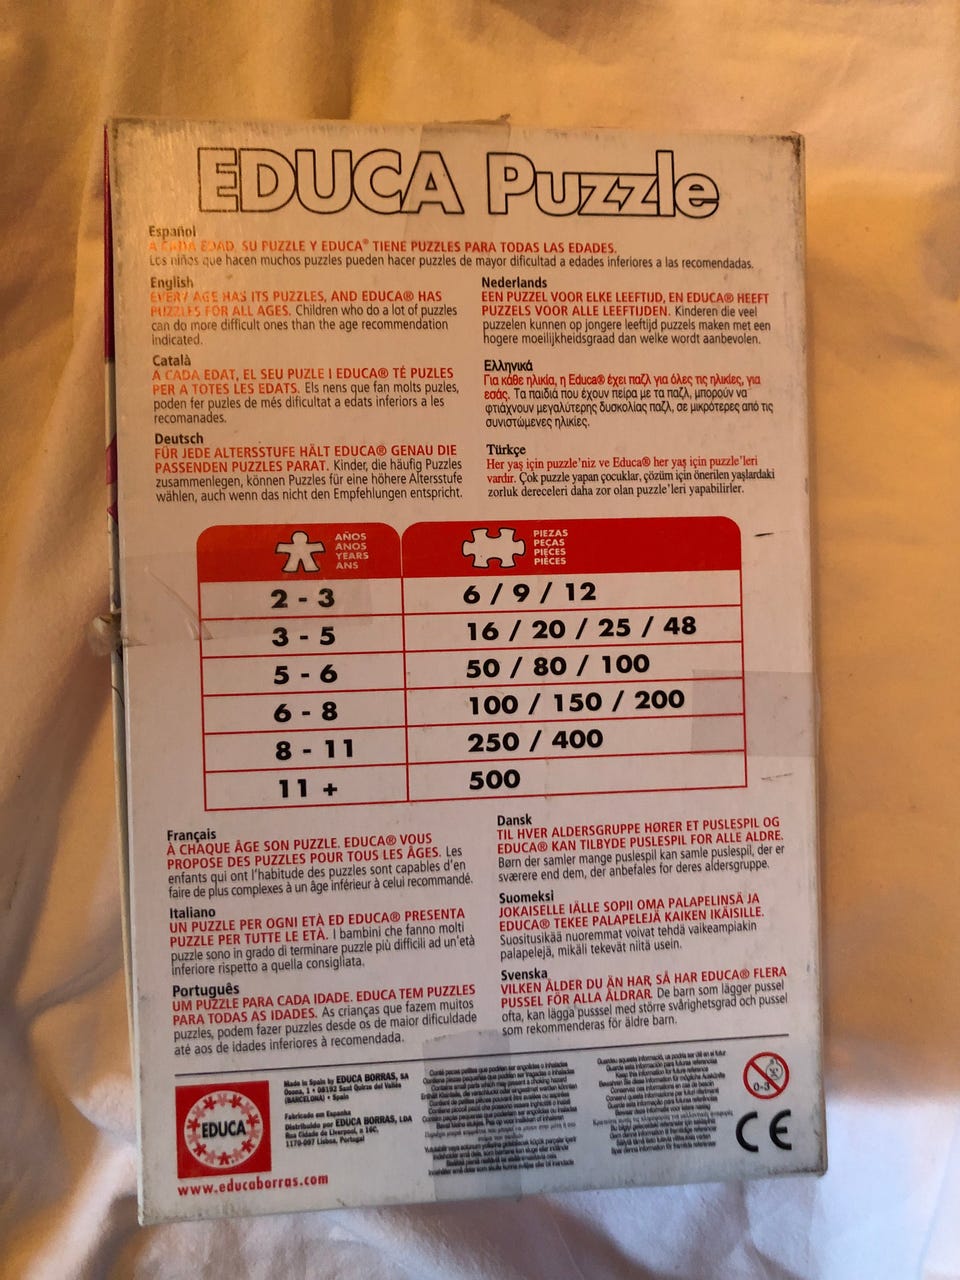 EDUCA Puzzle
Español
A CADA EDAD, SU PUZZLE Y EDUCA® TIENE PUZZLES PARA TODAS LAS EDADES.
Los niños que hacen muchos puzzles pueden hacer puzzles de mayor dificultad a edades inferiores a las recomendadas.
English
EVERY AGE HAS ITS PUZZLES, AND EDUCA® HAS
PUZZLES FOR ALL AGES. Children who do a lot of puzzles
can do more difficult ones than the age recommendation
indicated.
Català
A CADA EDAT, EL SEU PUZLE I EDUCA® TÉ PUZLES
PER A TOTES LES EDATS. Els nens que fan molts puzles,
poden fer puzles de més dificultat a edats inferiors a les
recomanades.
Deutsch
FÜR JEDE ALTERSSTUFE HÄLT EDUCA® GENAU DIE
PASSENDEN PUZZLES PARAT. Kinder, die häufig Puzzles
zusammenlegen, können Puzzles für eine höhere Altersstufe
wählen, auch wenn das nicht den Empfehlungen entspricht.
Nederlands
EEN PUZZEL VOOR ELKE LEEFTIJD, EN EDUCA® HEEFT
PUZZELS VOOR ALLE LEEFTIJDEN. Kinderen die veel
puzzelen kunnen op jongere leeftijd puzzels maken met een
hogere moeilijkheidsgraad dan welke wordt aanbevolen.
Ελληνικά
Για κάθε ηλικία, η Educa® έχει παζλ για όλες τις ηλικίες, για
εσάς. Τα παιδιά που έχουν πείρα με τα παζλ, μπορούν να
φτιάχνουν μεγαλύτερης δυσκολίας παζλ, σε μικρότερες από τις
συνιστώμενες ηλικίες.
Türkçe
Her yaş için puzzle'niz ve Educa® her yaş için puzzle'leri
vardır. Çok puzzle yapan çocuklar, çözüm için önerilen yaşlardaki
zorluk dereceleri daha zor olan puzzle'leri yapabilirler.
AÑOS
ANOS
YEARS
ANS
PIEZAS
PEÇAS
PIECES
PIÈCES
2 - 3 6 / 9 / 12
3 - 5 16 / 20 / 25 / 48
5 - 6 50 / 80 / 100
6 - 8 100 / 150 / 200
8 - 11 250 / 400
11 + 500
Français
À CHAQUE ÂGE SON PUZZLE. EDUCA® VOUS
PROPOSE DES PUZZLES POUR TOUS LES ÂGES. Les
enfants qui ont l'habitude des puzzles sont capables d'en
faire de plus complexes à un âge inférieur à celui recommandé.
Italiano
UN PUZZLE PER OGNI ETÀ ED EDUCA® PRESENTA
PUZZLE PER TUTTE LE ETÀ. I bambini che fanno molti
puzzle sono in grado di terminare puzzle più difficili ad un'età
inferiore rispetto a quella consigliata.
Português
UM PUZZLE PARA CADA IDADE. EDUCA TEM PUZZLES
PARA TODAS AS IDADES. As crianças que fazem muitos
puzzles, podem fazer puzzles desde os de maior dificuldade
até aos de idades inferiores à recomendada.
Dansk
TIL HVER ALDERSGRUPPE HØRER ET PUSLESPIL OG
EDUCA® KAN TILBYDE PUSLESPIL FOR ALLE ALDRE.
Børn der samler mange puslespil kan samle puslespil, der er
sværere end dem, der anbefales for deres aldersgruppe.
Suomeksi
JOKAISELLE IÄLLE SOPII OMA PALAPELINSÄ JA
EDUCA® TEKEE PALAPELEJÄ KAIKEN IKÄISILLE.
Suositusikää nuoremmat voivat tehdä vaikeampiakin
palapelejä, mikäli tekevät niitä usein.
Svenska
VILKEN ÅLDER DU ÄN HAR, SÅ HAR EDUCA® FLERA
PUSSEL FÖR ALLA ÅLDRAR. De barn som lägger pussel
ofta, kan lägga pusssel med större svårighetsgrad och pussel
som rekommenderas för äldre barn.
EDUCA
www.educaborras.com
Made in Spain by EDUCA BORRAS, SA
Osona, 1 • 08192 Sant Quirze del Vallès
(BARCELONA) • Spain
Fabricado em Espanha
Distribuído por EDUCA BORRAS, LDA
Rua Cidade de Liverpool, n 16C,
1170-097 Lisboa, Portugal
0-3
CE